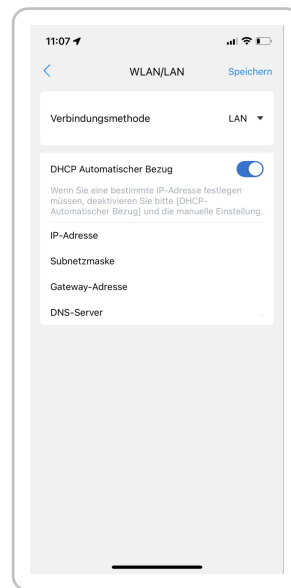 11:07
WLAN/LAN Speichern
Verbindungsmethode LAN
DHCP Automatischer Bezug
Wenn Sie eine bestimmte IP-Adresse festlegen
müssen, deaktivieren Sie bitte [DHCP-
Automatischer Bezug] und die manuelle Einstellung.
IP-Adresse
Subnetzmaske
Gateway-Adresse
DNS-Server